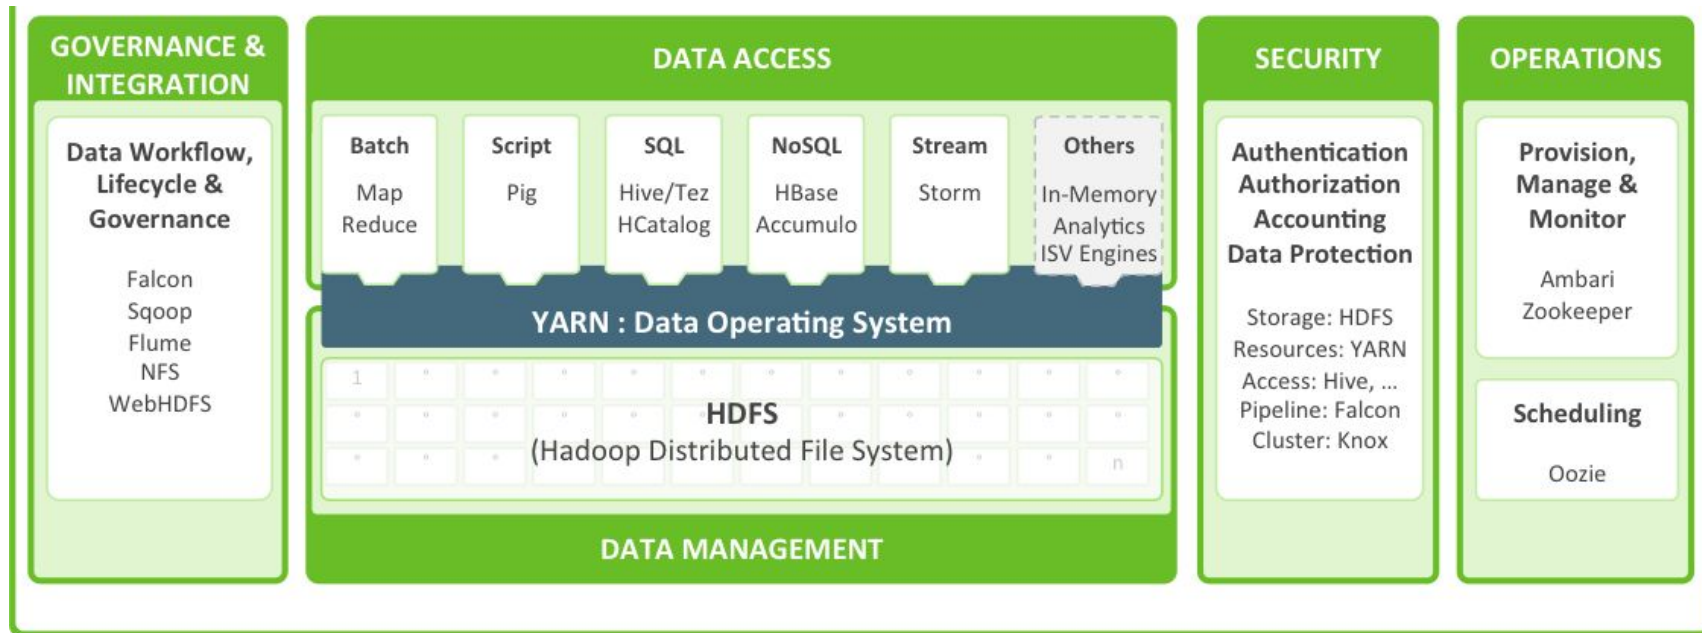 GOVERNANCE &
INTEGRATION
Data Workflow,
Lifecycle &
Governance
Falcon
Sqoop
Flume
NFS
WebHDFS
DATA ACCESS
Batch
Map
Reduce
Script
Pig
SQL
Hive/Tez
HCatalog
NoSQL
HBase
Accumulo
Stream
Storm
Others
In-Memory
Analytics
ISV Engines
YARN : Data Operating System
1
HDFS
(Hadoop Distributed File System)
n
DATA MANAGEMENT
SECURITY
Authentication
Authorization
Accounting
Data Protection
Storage: HDFS
Resources: YARN
Access: Hive, …
Pipeline: Falcon
Cluster: Knox
OPERATIONS
Provision,
Manage &
Monitor
Ambari
Zookeeper
Scheduling
Oozie